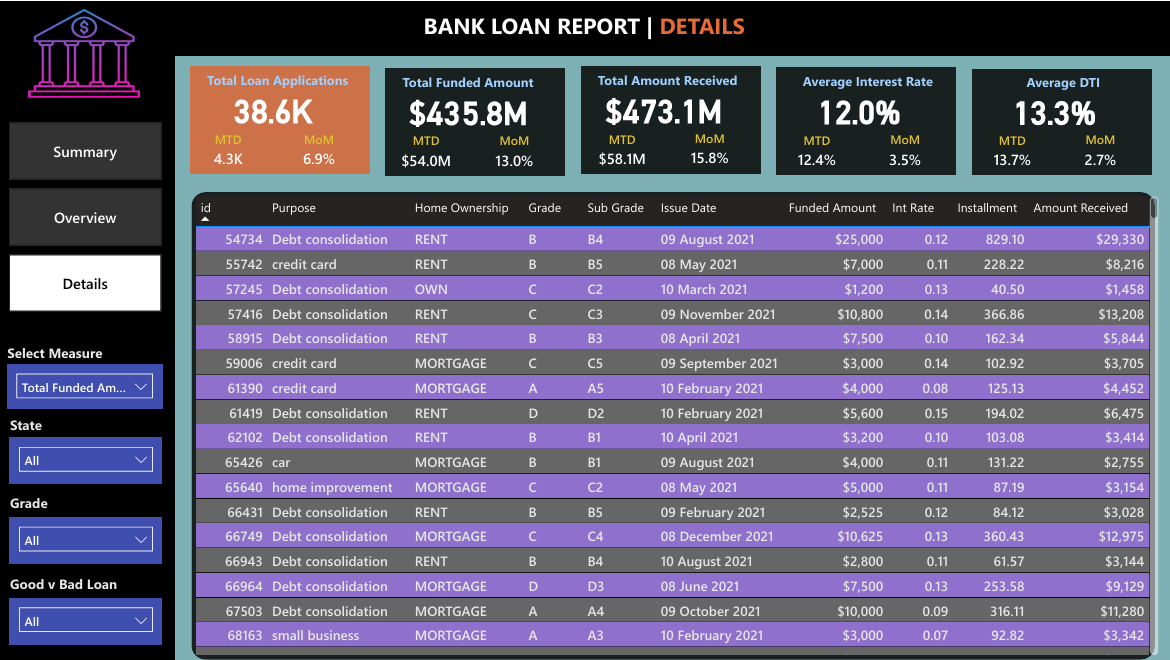 $
BANK LOAN REPORT | DETAILS
Summary
Overview
Details
Select Measure
Total Funded Am...
State
All
Grade
All
Good v Bad Loan
All
Total Loan Applications
38.6K
MTD MoM
4.3K 6.9%
Total Funded Amount
$435.8M
MTD MoM
$54.0M 13.0%
Total Amount Received
$473.1M
MTD MoM
$58.1M 15.8%
Average Interest Rate
12.0%
MTD MoM
12.4% 3.5%
Average DTI
13.3%
MTD MoM
13.7% 2.7%
id Purpose Home Ownership Grade Sub Grade Issue Date Funded Amount Int Rate Installment Amount Received
54734 Debt consolidation RENT B B4 09 August 2021 $25,000 0.12 829.10 $29,330
55742 credit card RENT B B5 08 May 2021 $7,000 0.11 228.22 $8,216
57245 Debt consolidation OWN C C2 10 March 2021 $1,200 0.13 40.50 $1,458
57416 Debt consolidation RENT C C3 09 November 2021 $10,800 0.14 366.86 $13,208
58915 Debt consolidation RENT B B3 08 April 2021 $7,500 0.10 162.34 $5,844
59006 credit card MORTGAGE C C5 09 September 2021 $3,000 0.14 102.92 $3,705
61390 credit card MORTGAGE A A5 10 February 2021 $4,000 0.08 125.13 $4,452
61419 Debt consolidation RENT D D2 10 February 2021 $5,600 0.15 194.02 $6,475
62102 Debt consolidation RENT B B1 10 April 2021 $3,200 0.10 103.08 $3,414
65426 car MORTGAGE B B1 09 August 2021 $4,000 0.11 131.22 $2,755
65640 home improvement MORTGAGE C C2 08 May 2021 $5,000 0.11 87.19 $3,154
66431 Debt consolidation RENT B B5 09 February 2021 $2,525 0.12 84.12 $3,028
66749 Debt consolidation MORTGAGE C C4 08 December 2021 $10,625 0.13 360.43 $12,975
66943 Debt consolidation RENT B B4 10 August 2021 $2,800 0.11 61.57 $3,144
66964 Debt consolidation MORTGAGE D D3 08 June 2021 $7,500 0.13 253.58 $9,129
67503 Debt consolidation MORTGAGE A A4 09 October 2021 $10,000 0.09 316.11 $11,280
68163 small business MORTGAGE A A3 10 February 2021 $3,000 0.07 92.82 $3,342